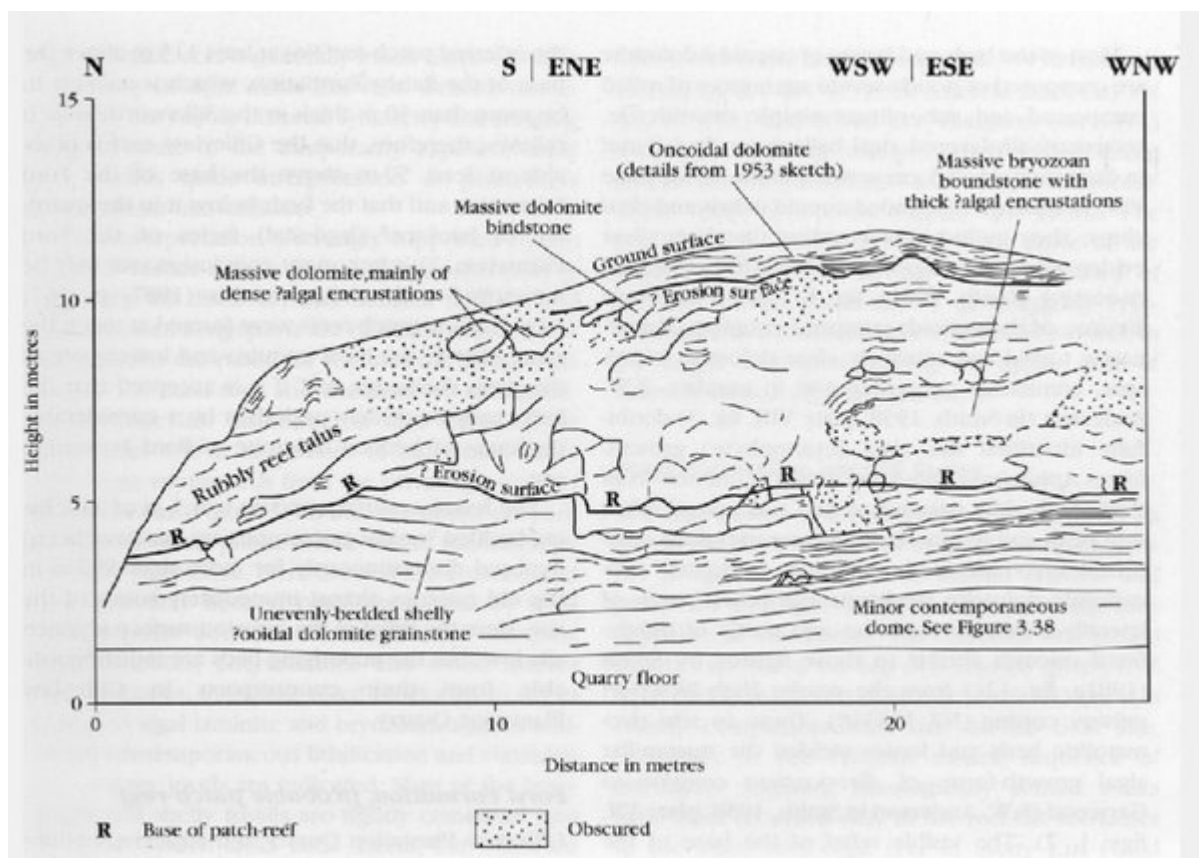 N S ENE WSW ESE WNW
15
Oncoidal dolomite
(details from 1953 sketch)
Massive bryozoan
boundstone with
thick ?algal encrustations
Massive dolomite
bindstone
Ground surface
Massive dolomite, mainly of
dense ?algal encrustations
10
? Erosion surface
Height in metres
Rubbly reef talus
R
? Erosion surface
R
R
R
R
R
5
Unevenly-bedded shelly
?ooidal dolomite grainstone
Minor contemporaneous
dome. See Figure 3.38
Quarry floor
0
0 10 20
Distance in metres
R Base of patch-reef
Obscured